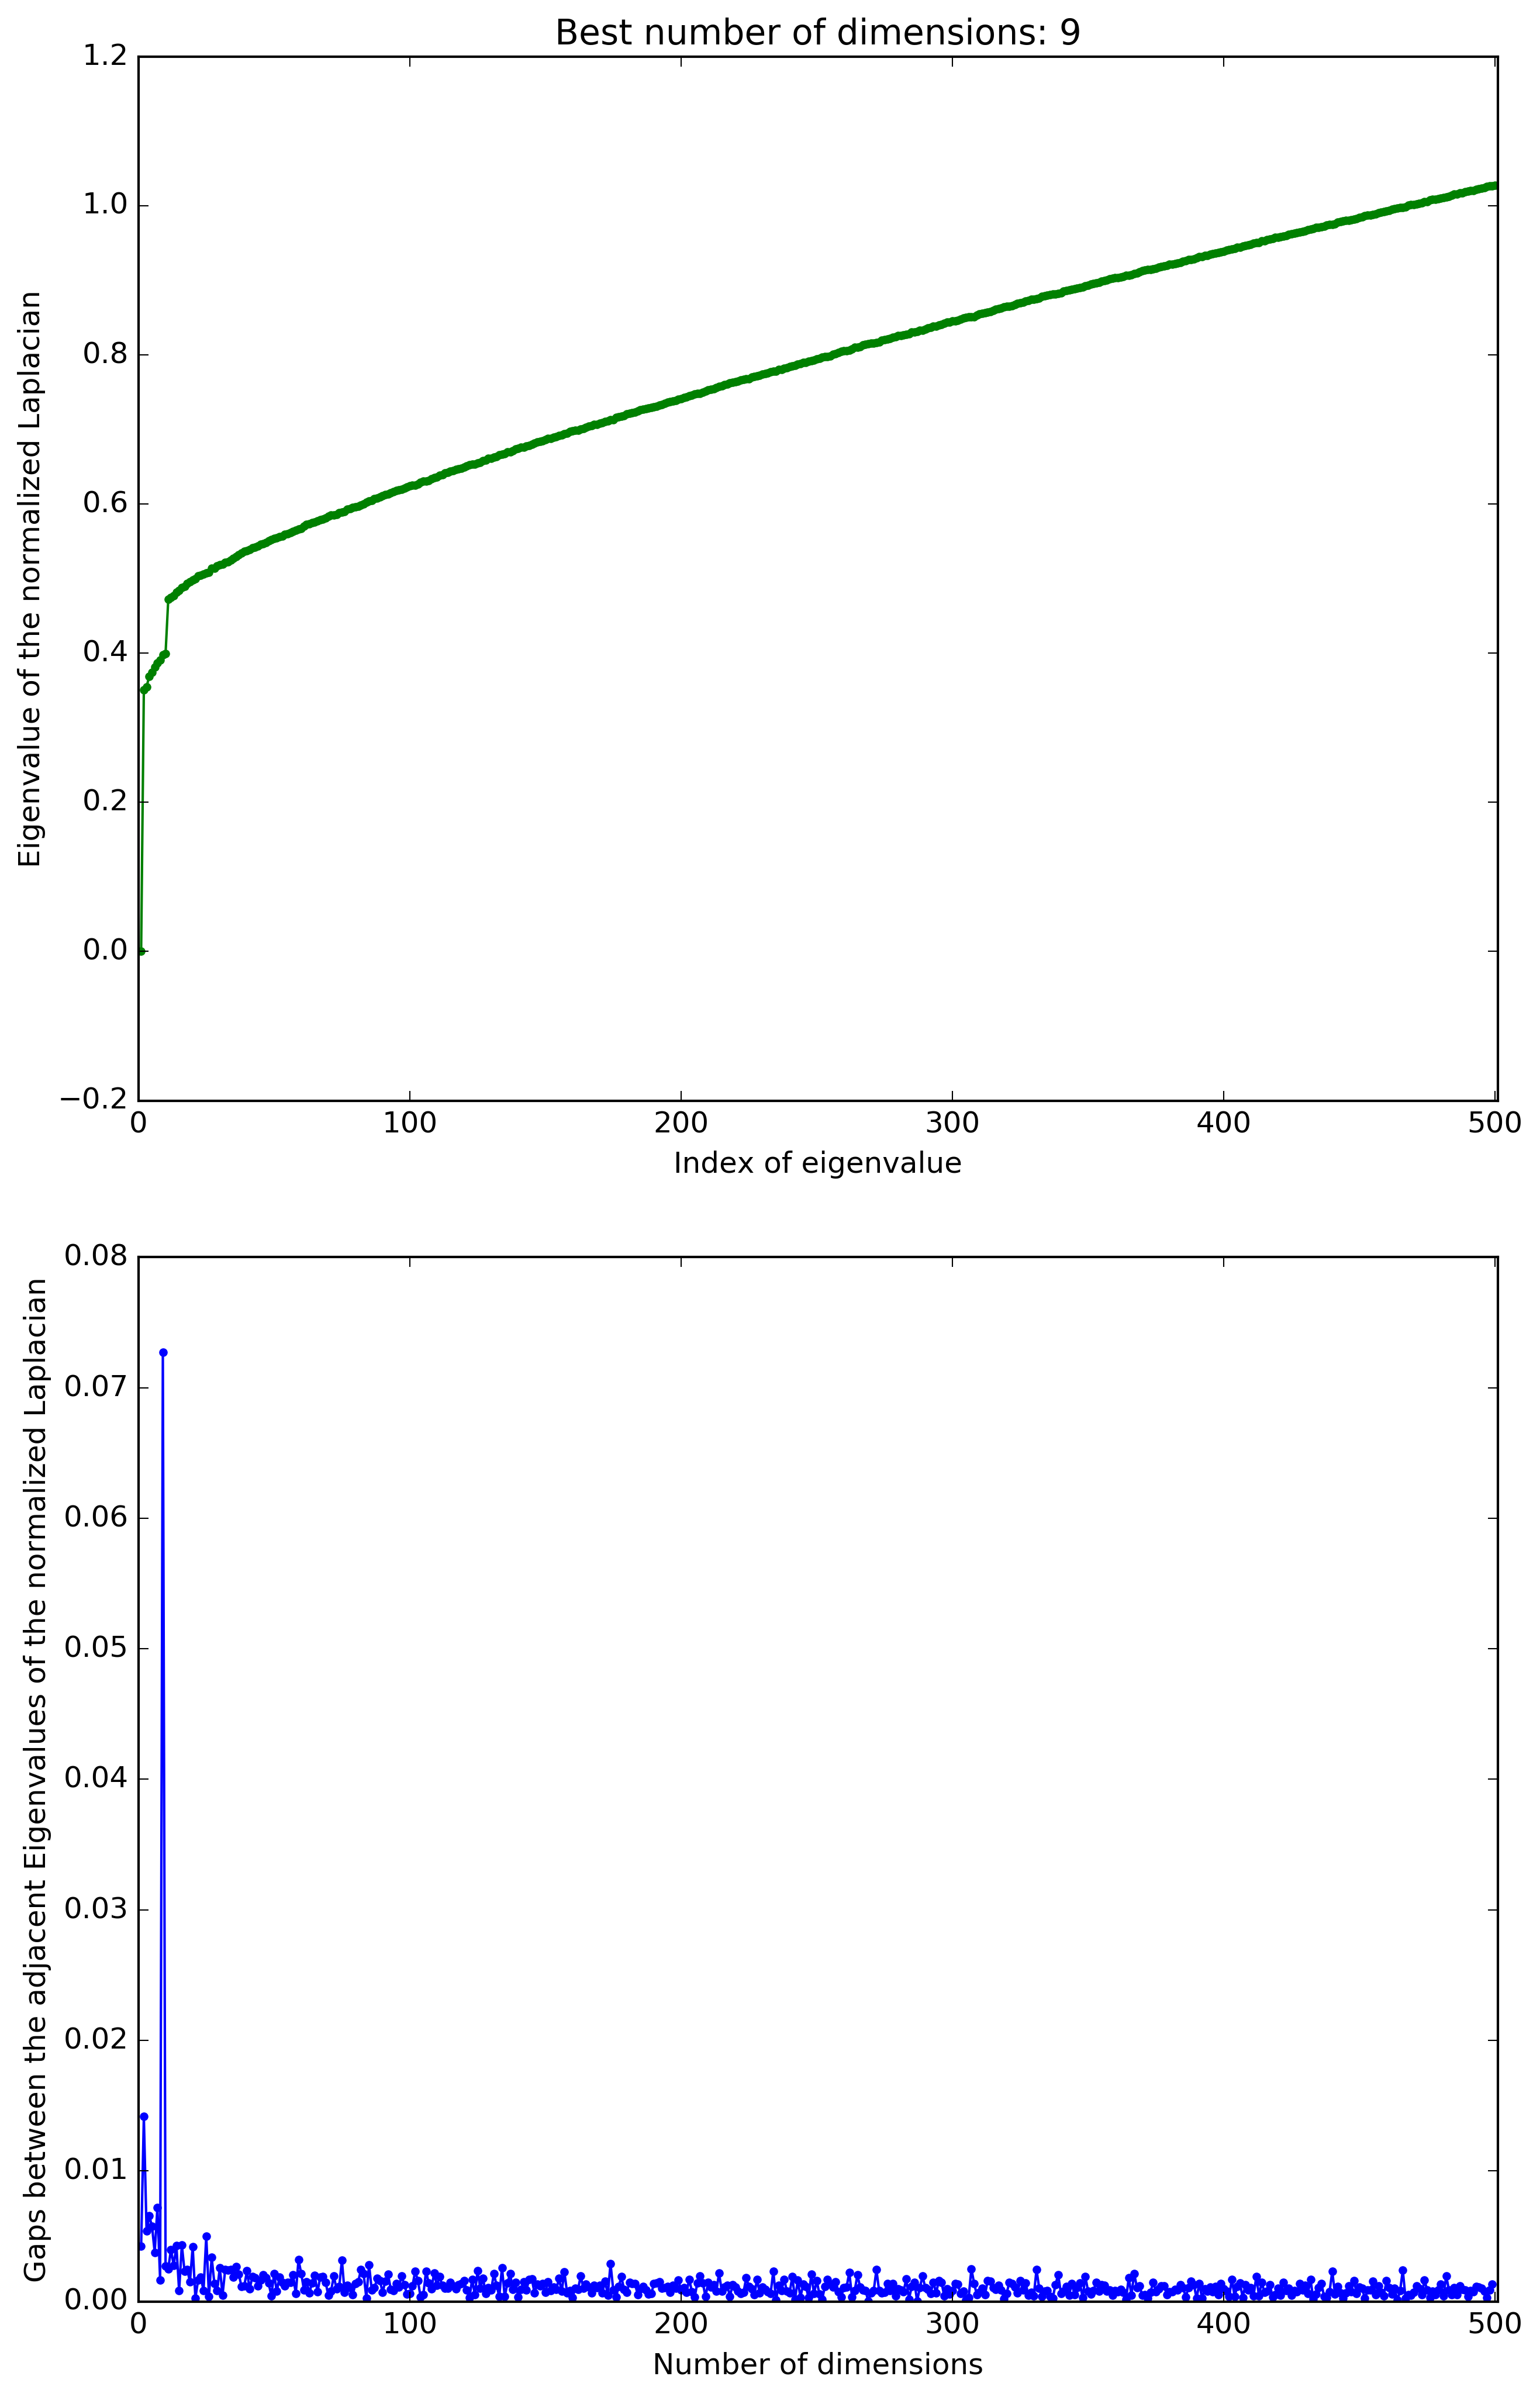 Best number of dimensions: 9
1.2
1.0
0.8
0.6
0.4
0.2
0.0
−0.2
Eigenvalue of the normalized Laplacian
0 100 200 300 400 500
Index of eigenvalue
0.08
0.07
0.06
0.05
0.04
0.03
0.02
0.01
0.00
Gaps between the adjacent Eigenvalues of the normalized Laplacian
0 100 200 300 400 500
Number of dimensions